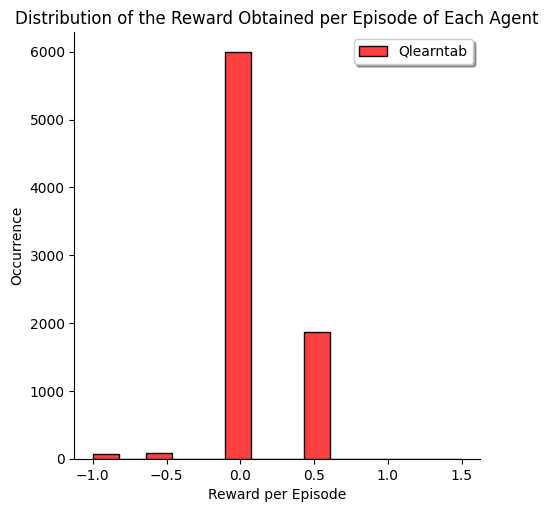 Distribution of the Reward Obtained per Episode of Each Agent
Qlearntab
6000
5000
4000
3000
2000
1000
0
Occurrence
−1.0 −0.5 0.0 0.5 1.0 1.5
Reward per Episode